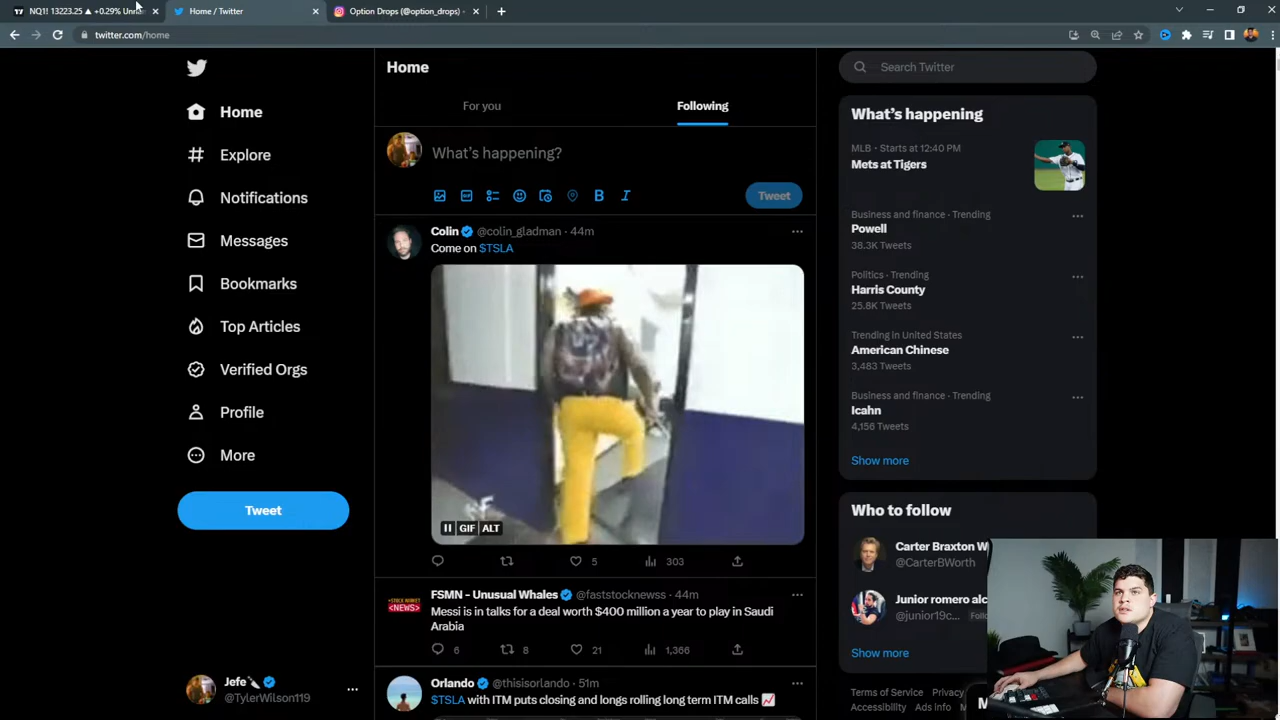 NQ1! 13223.25 ▲ +0.29% Unna
Home / Twitter
Option Drops (@option_drops) ·
twitter.com/home
Home
Explore
Notifications
Messages
Bookmarks
Top Articles
Verified Orgs
Profile
More
Tweet
Jefe
@TylerWilson119
Home
For you
Following
What's happening?
Tweet
Colin @colin_gladman · 44m
Come on $TSLA
GIF ALT
5
303
FSMN - Unusual Whales @faststocknewss · 44m
Messi is in talks for a deal worth $400 million a year to play in Saudi
Arabia
6
8
21
1,366
Orlando @thisisorlando · 51m
$TSLA with ITM puts closing and longs rolling long term ITM calls
Search Twitter
What's happening
MLB · Starts at 12:40 PM
Mets at Tigers
Business and finance · Trending
Powell
38.3K Tweets
Politics · Trending
Harris County
25.8K Tweets
Trending in United States
American Chinese
3,483 Tweets
Business and finance · Trending
Icahn
4,156 Tweets
Show more
Who to follow
Carter Braxton W
@CarterBWorth
Junior romero alc
@junior19c...
Show more
Terms of Service
Privacy
Accessibility
Ads info